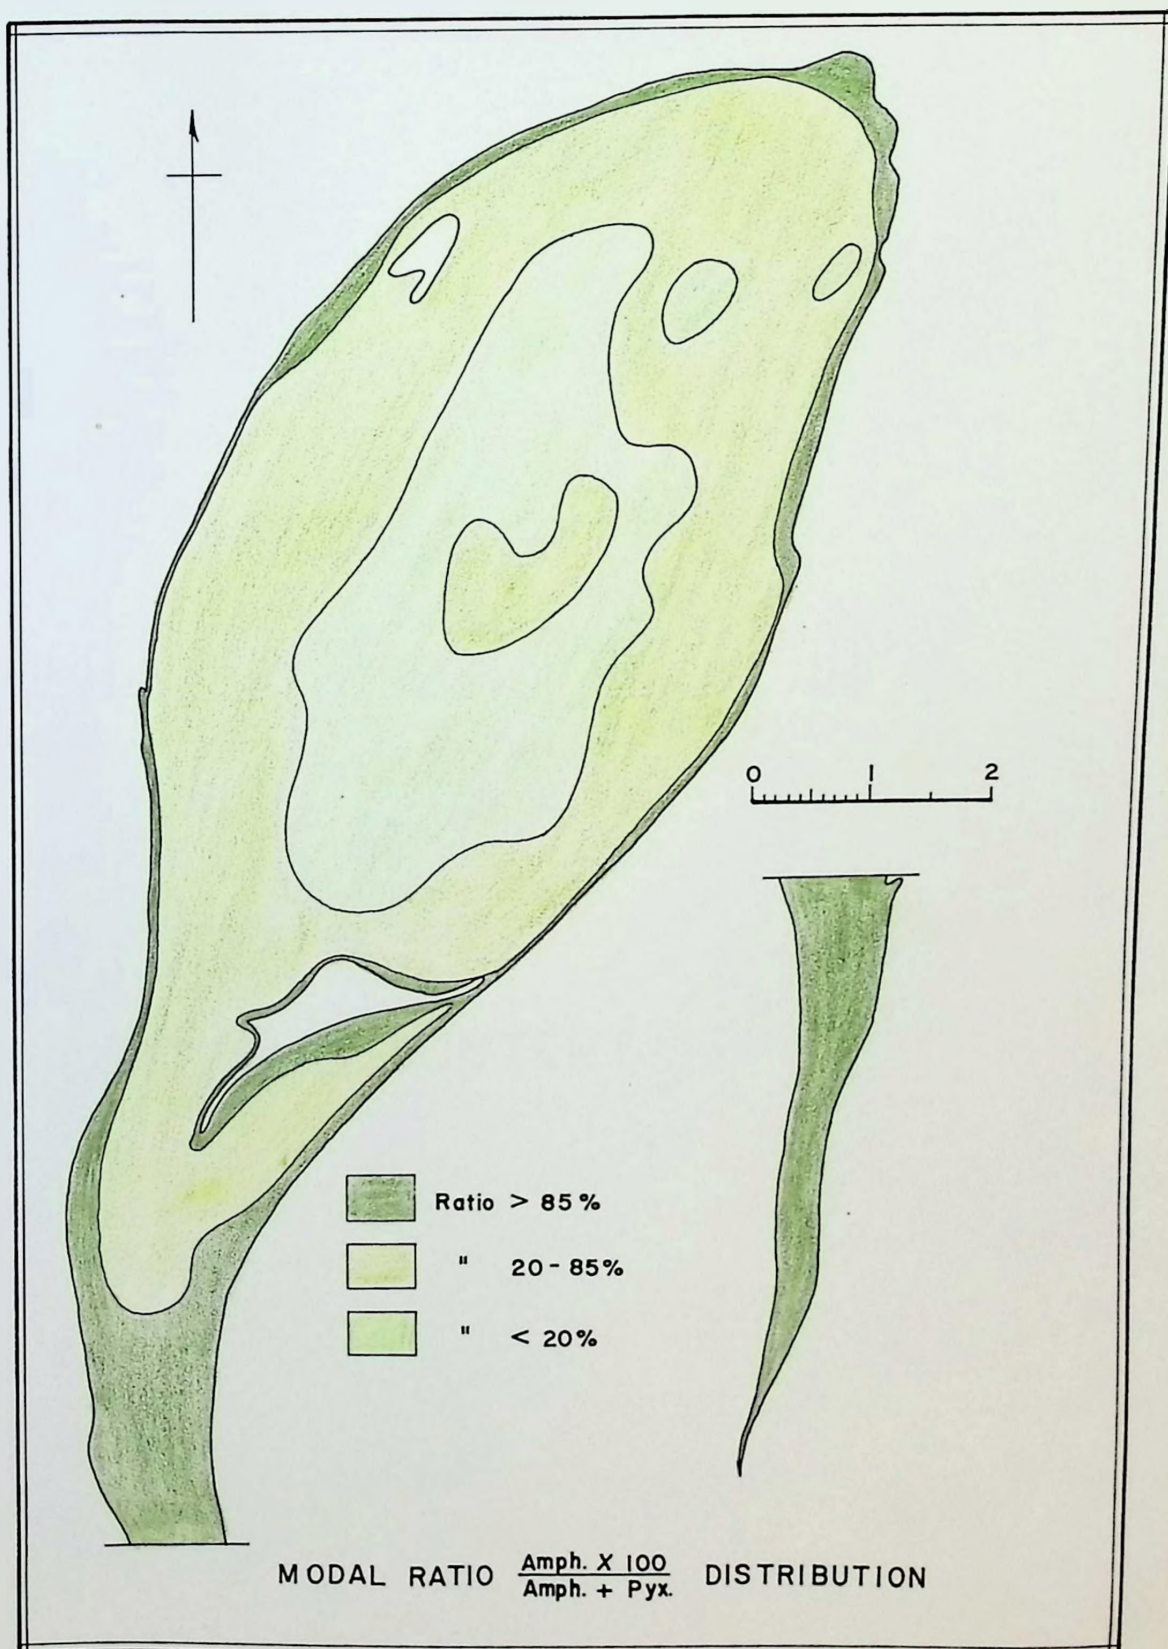 0 1 2
Ratio > 85%
" 20-85%
" < 20%
MODAL RATIO Amph. X 100 DISTRIBUTION
Amph. + Pyx.